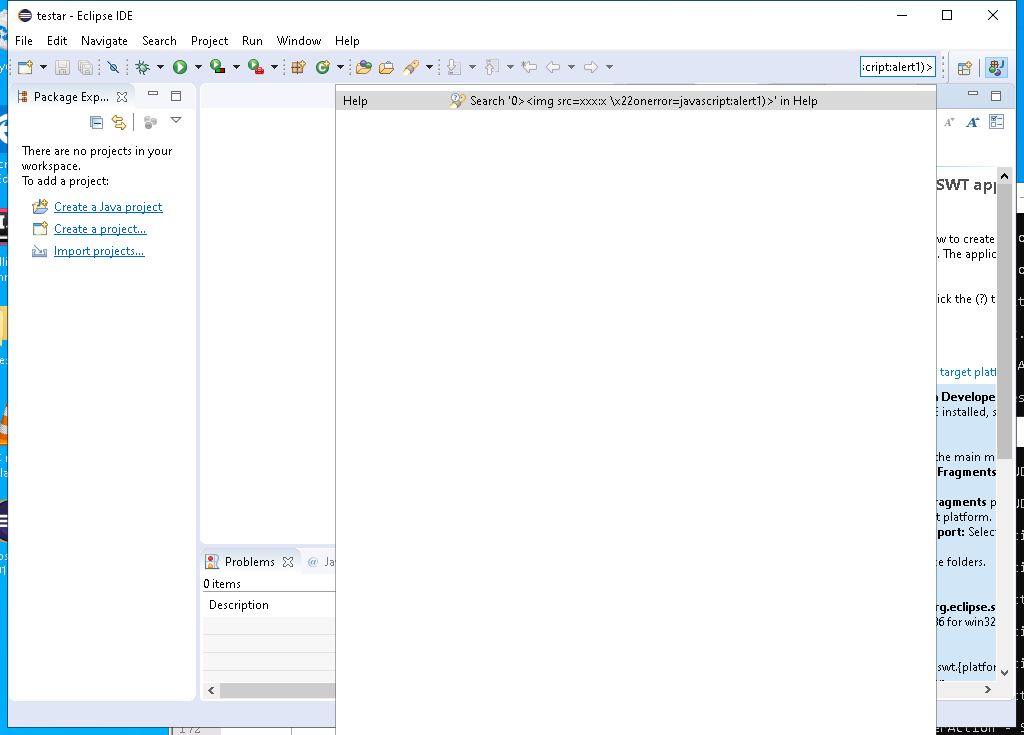 testar - Eclipse IDE
File Edit Navigate Search Project Run Window Help
:cript:alert1)>
Package Exp...
Help Search '0><img src=xxx:x \x22onerror=javascript:alert1)>' in Help
There are no projects in your
workspace.
To add a project:
Create a Java project
Create a project...
Import projects...
SWT app
w to create
. The applic
ick the (?) t
target platf
Develope
E installed, s
the main m
Fragments
ragments p
t platform.
port: Selec
e folders.
rg.eclipse.s
86 for win32
swt.{platfor
Problems @ Ja
0 items
Description
172